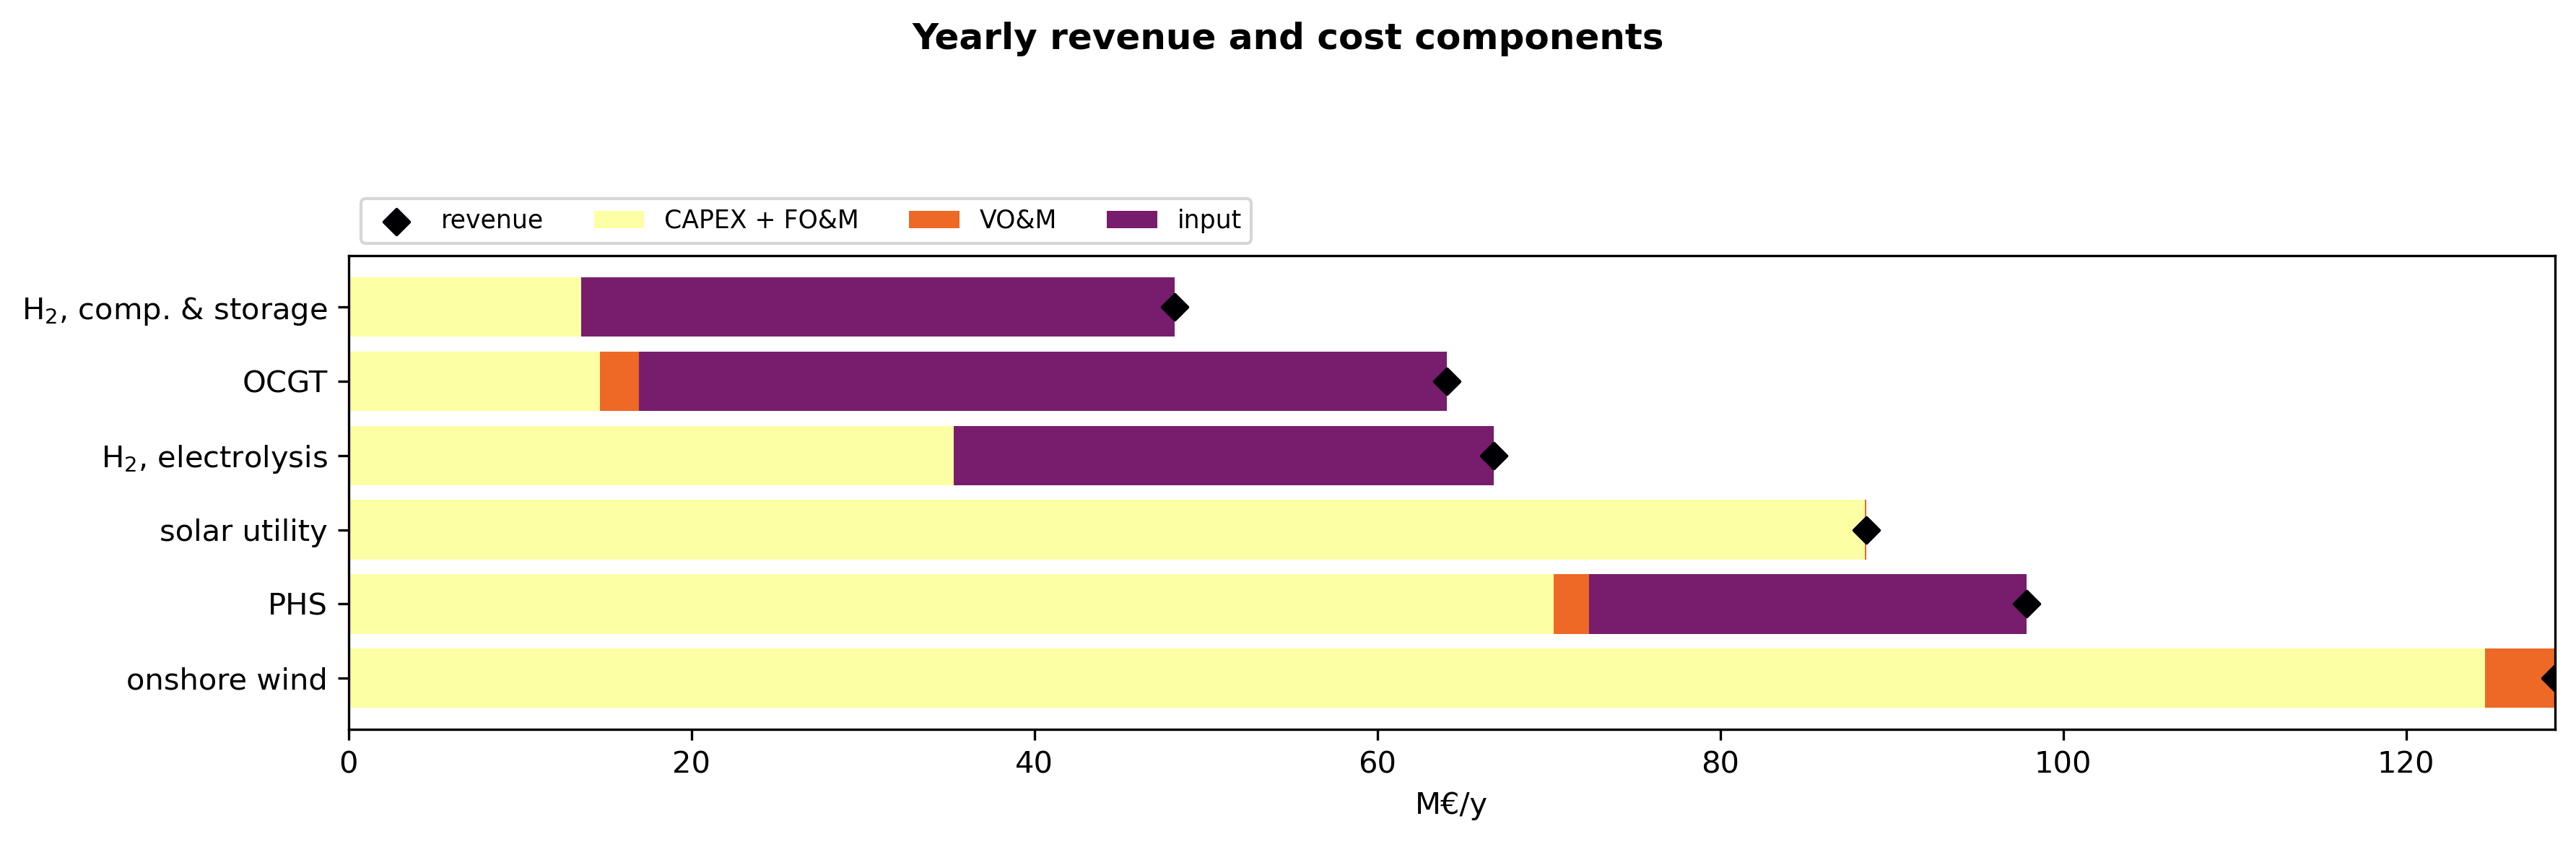 Yearly revenue and cost components
revenue CAPEX + FO&M VO&M input
H₂, comp. & storage
OCGT
H₂, electrolysis
solar utility
PHS
onshore wind
0 20 40 60 80 100 120
M€/y